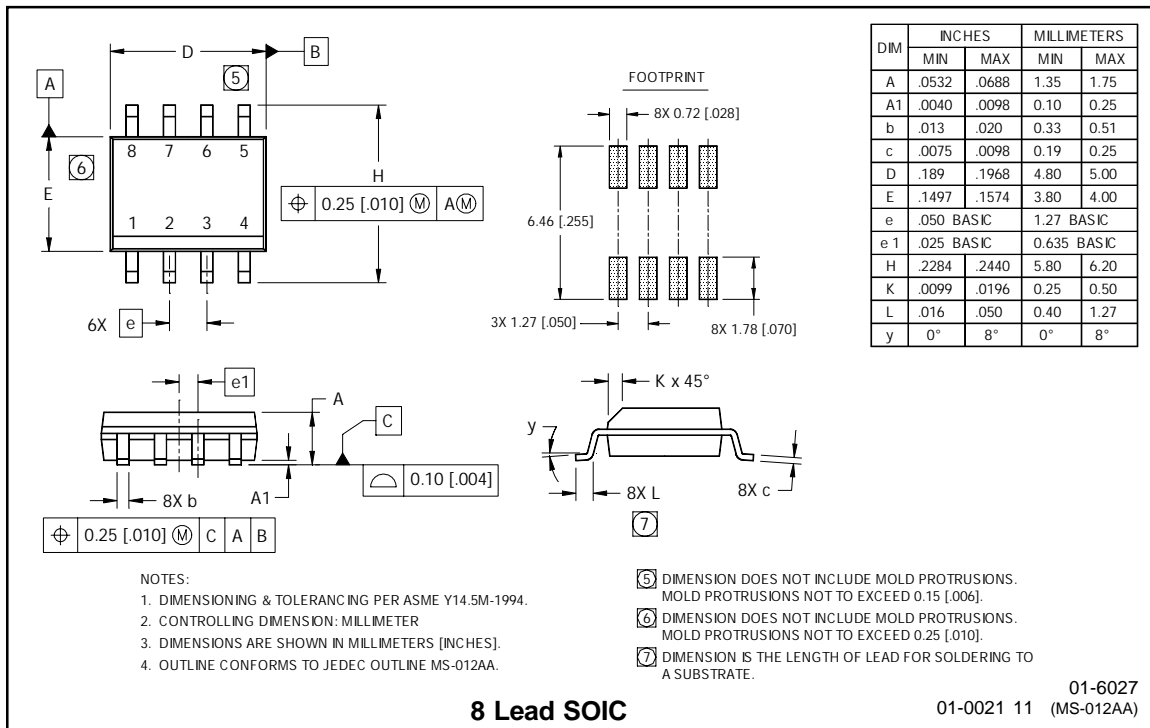 D
B
5
A
8 7 6 5
6
E
H
0.25 [.010] M A M
1 2 3 4
6X e
FOOTPRINT
8X 0.72 [.028]
6.46 [.255]
3X 1.27 [.050]
8X 1.78 [.070]
DIM INCHES MILLIMETERS
MIN MAX MIN MAX
A .0532 .0688 1.35 1.75
A1 .0040 .0098 0.10 0.25
b .013 .020 0.33 0.51
c .0075 .0098 0.19 0.25
D .189 .1968 4.80 5.00
E .1497 .1574 3.80 4.00
e .050 BASIC 1.27 BASIC
e 1 .025 BASIC 0.635 BASIC
H .2284 .2440 5.80 6.20
K .0099 .0196 0.25 0.50
L .016 .050 0.40 1.27
y 0° 8° 0° 8°
e1
A
C
A1
8X b
0.10 [.004]
0.25 [.010] M C A B
K x 45°
y
8X L
7
8X c
NOTES:
1. DIMENSIONING & TOLERANCING PER ASME Y14.5M-1994.
2. CONTROLLING DIMENSION: MILLIMETER
3. DIMENSIONS ARE SHOWN IN MILLIMETERS [INCHES].
4. OUTLINE CONFORMS TO JEDEC OUTLINE MS-012AA.
5 DIMENSION DOES NOT INCLUDE MOLD PROTRUSIONS.
MOLD PROTRUSIONS NOT TO EXCEED 0.15 [.006].
6 DIMENSION DOES NOT INCLUDE MOLD PROTRUSIONS.
MOLD PROTRUSIONS NOT TO EXCEED 0.25 [.010].
7 DIMENSION IS THE LENGTH OF LEAD FOR SOLDERING TO
A SUBSTRATE.
8 Lead SOIC
01-6027
01-0021 11 (MS-012AA)